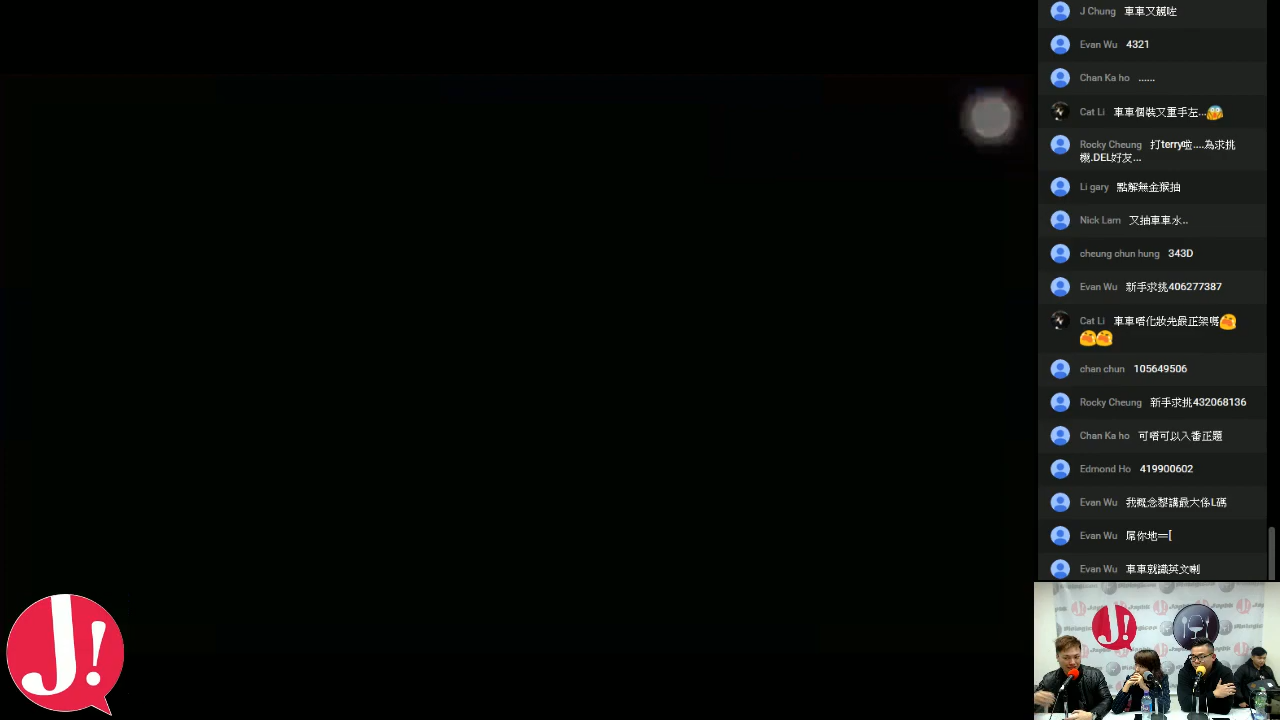 J Chung 車車又靚咗
Evan Wu 4321
Chan Ka ho ......
Cat Li 車車個裝又重手左...😱
Rocky Cheung 打terry啦....為求挑
機.DEL好友...
Li gary 點解無金糢抽
Nick Lam 又抽車車水..
cheung chun hung 343D
Evan Wu 新手求挑406277387
Cat Li 車車唔化妝先最正架嘛
chan chun 105649506
Rocky Cheung 新手求挑432068136
Chan Ka ho 可唔可以入番正題
Edmond Ho 419900602
Evan Wu 我概念黎講最大係L碼
Evan Wu 屌你地=[
Evan Wu 車車就識英文喇
J!
J!